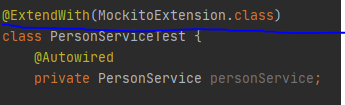 @ExtendWith(MockitoExtension.class)
class PersonServiceTest {
@Autowired
private PersonService personService;